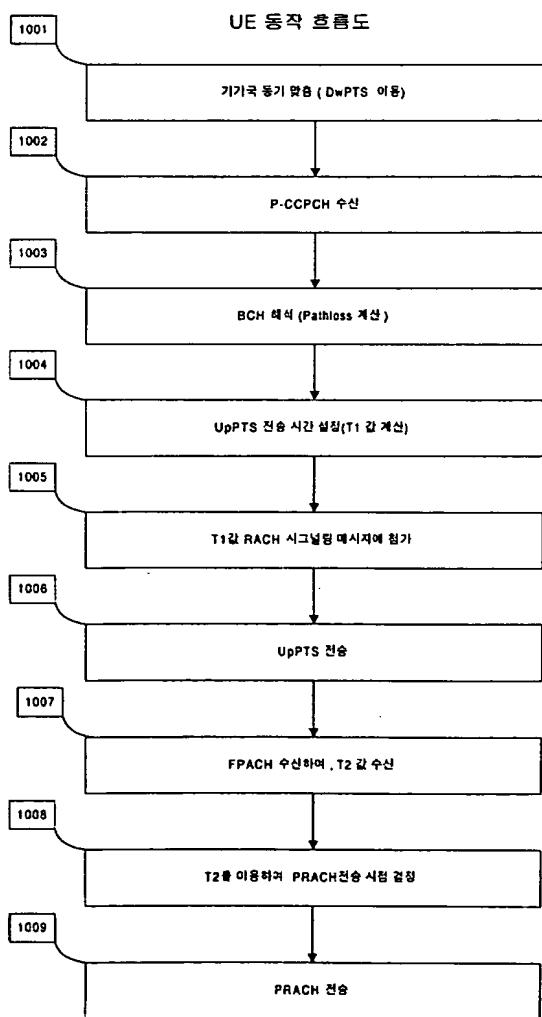 UE 동작 흐름도
1001
기기국 동기 맞춤 ( DwPTS 이용)
1002
P-CCPCH 수신
1003
BCH 해석 (Pathloss 계산 )
1004
UpPTS 전송 시간 설정(T1 값 계산)
1005
T1값 RACH 시그널링 메시지에 첨가
1006
UpPTS 전송
1007
FPACH 수신하여 , T2 값 수신
1008
T2를 이용하여 PRACH전송 시점 결정
1009
PRACH 전송